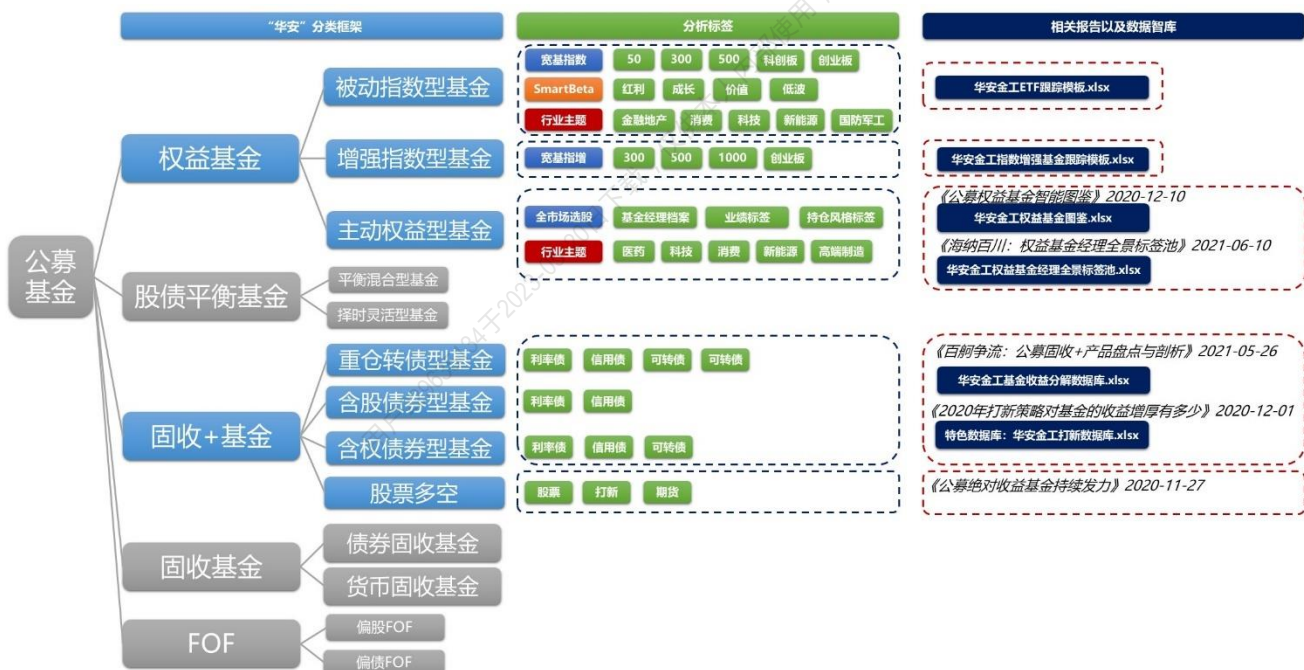 “华安”分类框架
分析标签
相关报告以及数据智库
公募
基金
权益基金
被动指数型基金
宽基指数 50 300 500 科创板 创业板
SmartBeta 红利 成长 价值 低波
行业主题 金融地产 消费 科技 新能源 国防军工
华安金工ETF跟踪模板.xlsx
增强指数型基金
宽基指增 300 500 1000 创业板
华安金工指数增强基金跟踪模板.xlsx
主动权益型基金
全市场选股 基金经理档案 业绩标签 持仓风格标签
行业主题 医药 科技 消费 新能源 高端制造
《公募权益基金智能图鉴》2020-12-10
华安金工权益基金图鉴.xlsx
《海纳百川：权益基金经理全景标签池》2021-06-10
华安金工权益基金经理全景标签池.xlsx
股债平衡基金
平衡混合型基金
择时灵活型基金
固收+基金
重仓转债型基金
利率债 信用债 可转债 可转债
含股债券型基金
利率债 信用债
含权债券型基金
利率债 信用债 可转债
《百舸争流：公募固收+产品盘点与剖析》2021-05-26
华安金工基金收益分解数据库.xlsx
《2020年打新策略对基金的收益增厚有多少》2020-12-01
特色数据库：华安金工打新数据库.xlsx
股票多空
股票 打新 期货
《公募绝对收益基金持续发力》2020-11-27
固收基金
债券固收基金
货币固收基金
FOF
偏股FOF
偏债FOF